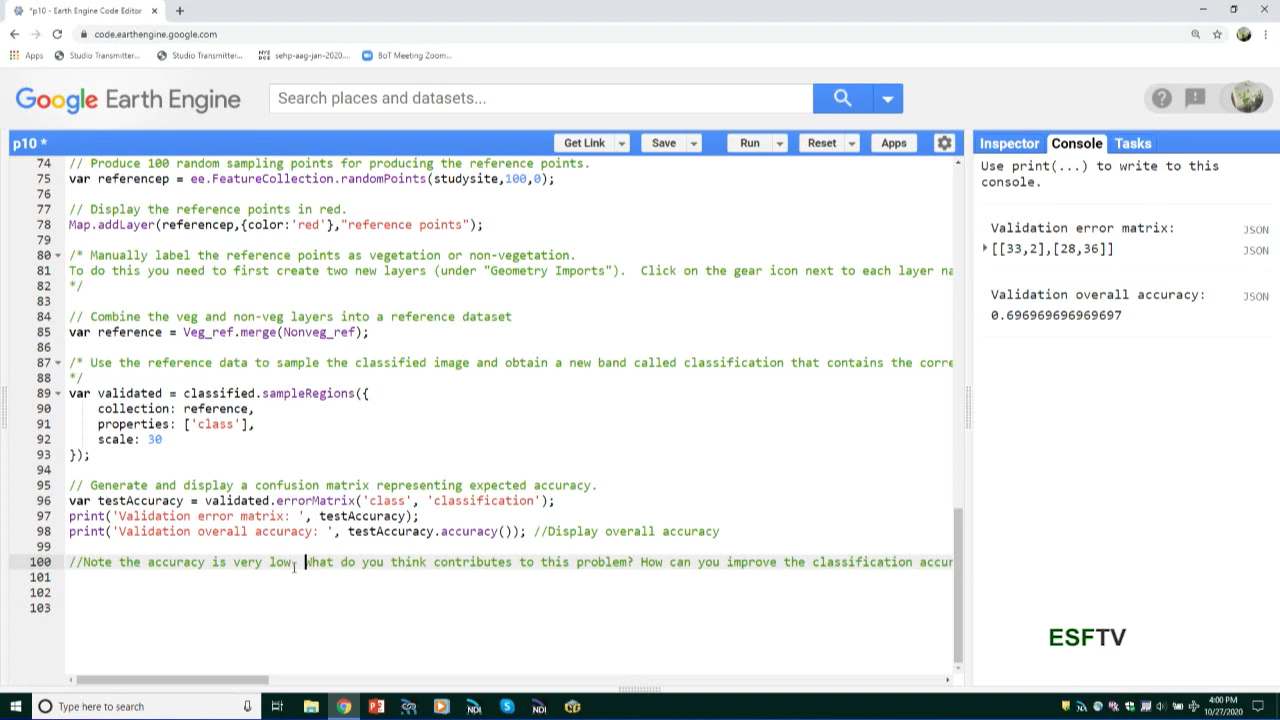 *p10 - Earth Engine Code Editor
code.earthengine.google.com
Apps Studio Transmitter... Studio Transmitter... sehp-aag-jan-2020.... BoT Meeting Zoom...
Google Earth Engine
Search places and datasets...
p10 *
Get Link Save Run Reset Apps
Inspector Console Tasks
74 // Produce 100 random sampling points for producing the reference points.
75 var referencep = ee.FeatureCollection.randomPoints(studysite,100,0);
76
77 // Display the reference points in red.
78 Map.addLayer(referencep,{color:'red'},"reference points");
79
80 /* Manually label the reference points as vegetation or non-vegetation.
81 To do this you need to first create two new layers (under "Geometry Imports").  Click on the gear icon next to each layer na
82 */
83
84 // Combine the veg and non-veg layers into a reference dataset
85 var reference = Veg_ref.merge(Nonveg_ref);
86
87 /* Use the reference data to sample the classified image and obtain a new band called classification that contains the corre
88 */
89 var validated = classified.sampleRegions({
90 collection: reference,
91 properties: ['class'],
92 scale: 30
93 });
94
95 // Generate and display a confusion matrix representing expected accuracy.
96 var testAccuracy = validated.errorMatrix('class', 'classification');
97 print('Validation error matrix: ', testAccuracy);
98 print('Validation overall accuracy: ', testAccuracy.accuracy()); //Display overall accuracy
99
100 //Note the accuracy is very low. What do you think contributes to this problem? How can you improve the classification accur
101
102
103
Use print(...) to write to this
console.
Validation error matrix: JSON
[[33,2],[28,36]] JSON
Validation overall accuracy: JSON
0.696969696969697
ESFTV
Type here to search
4:00 PM
10/27/2020